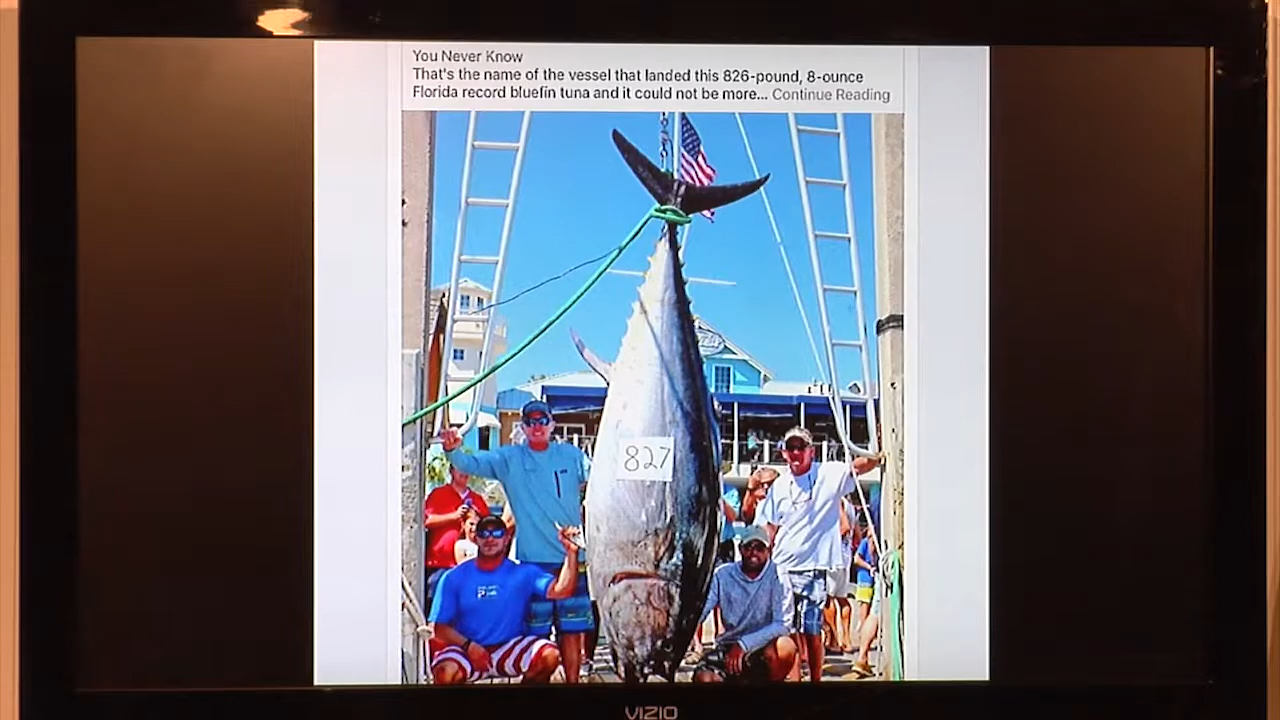 You Never Know
That's the name of the vessel that landed this 826-pound, 8-ounce
Florida record bluefin tuna and it could not be more... Continue Reading
827
VIZIO